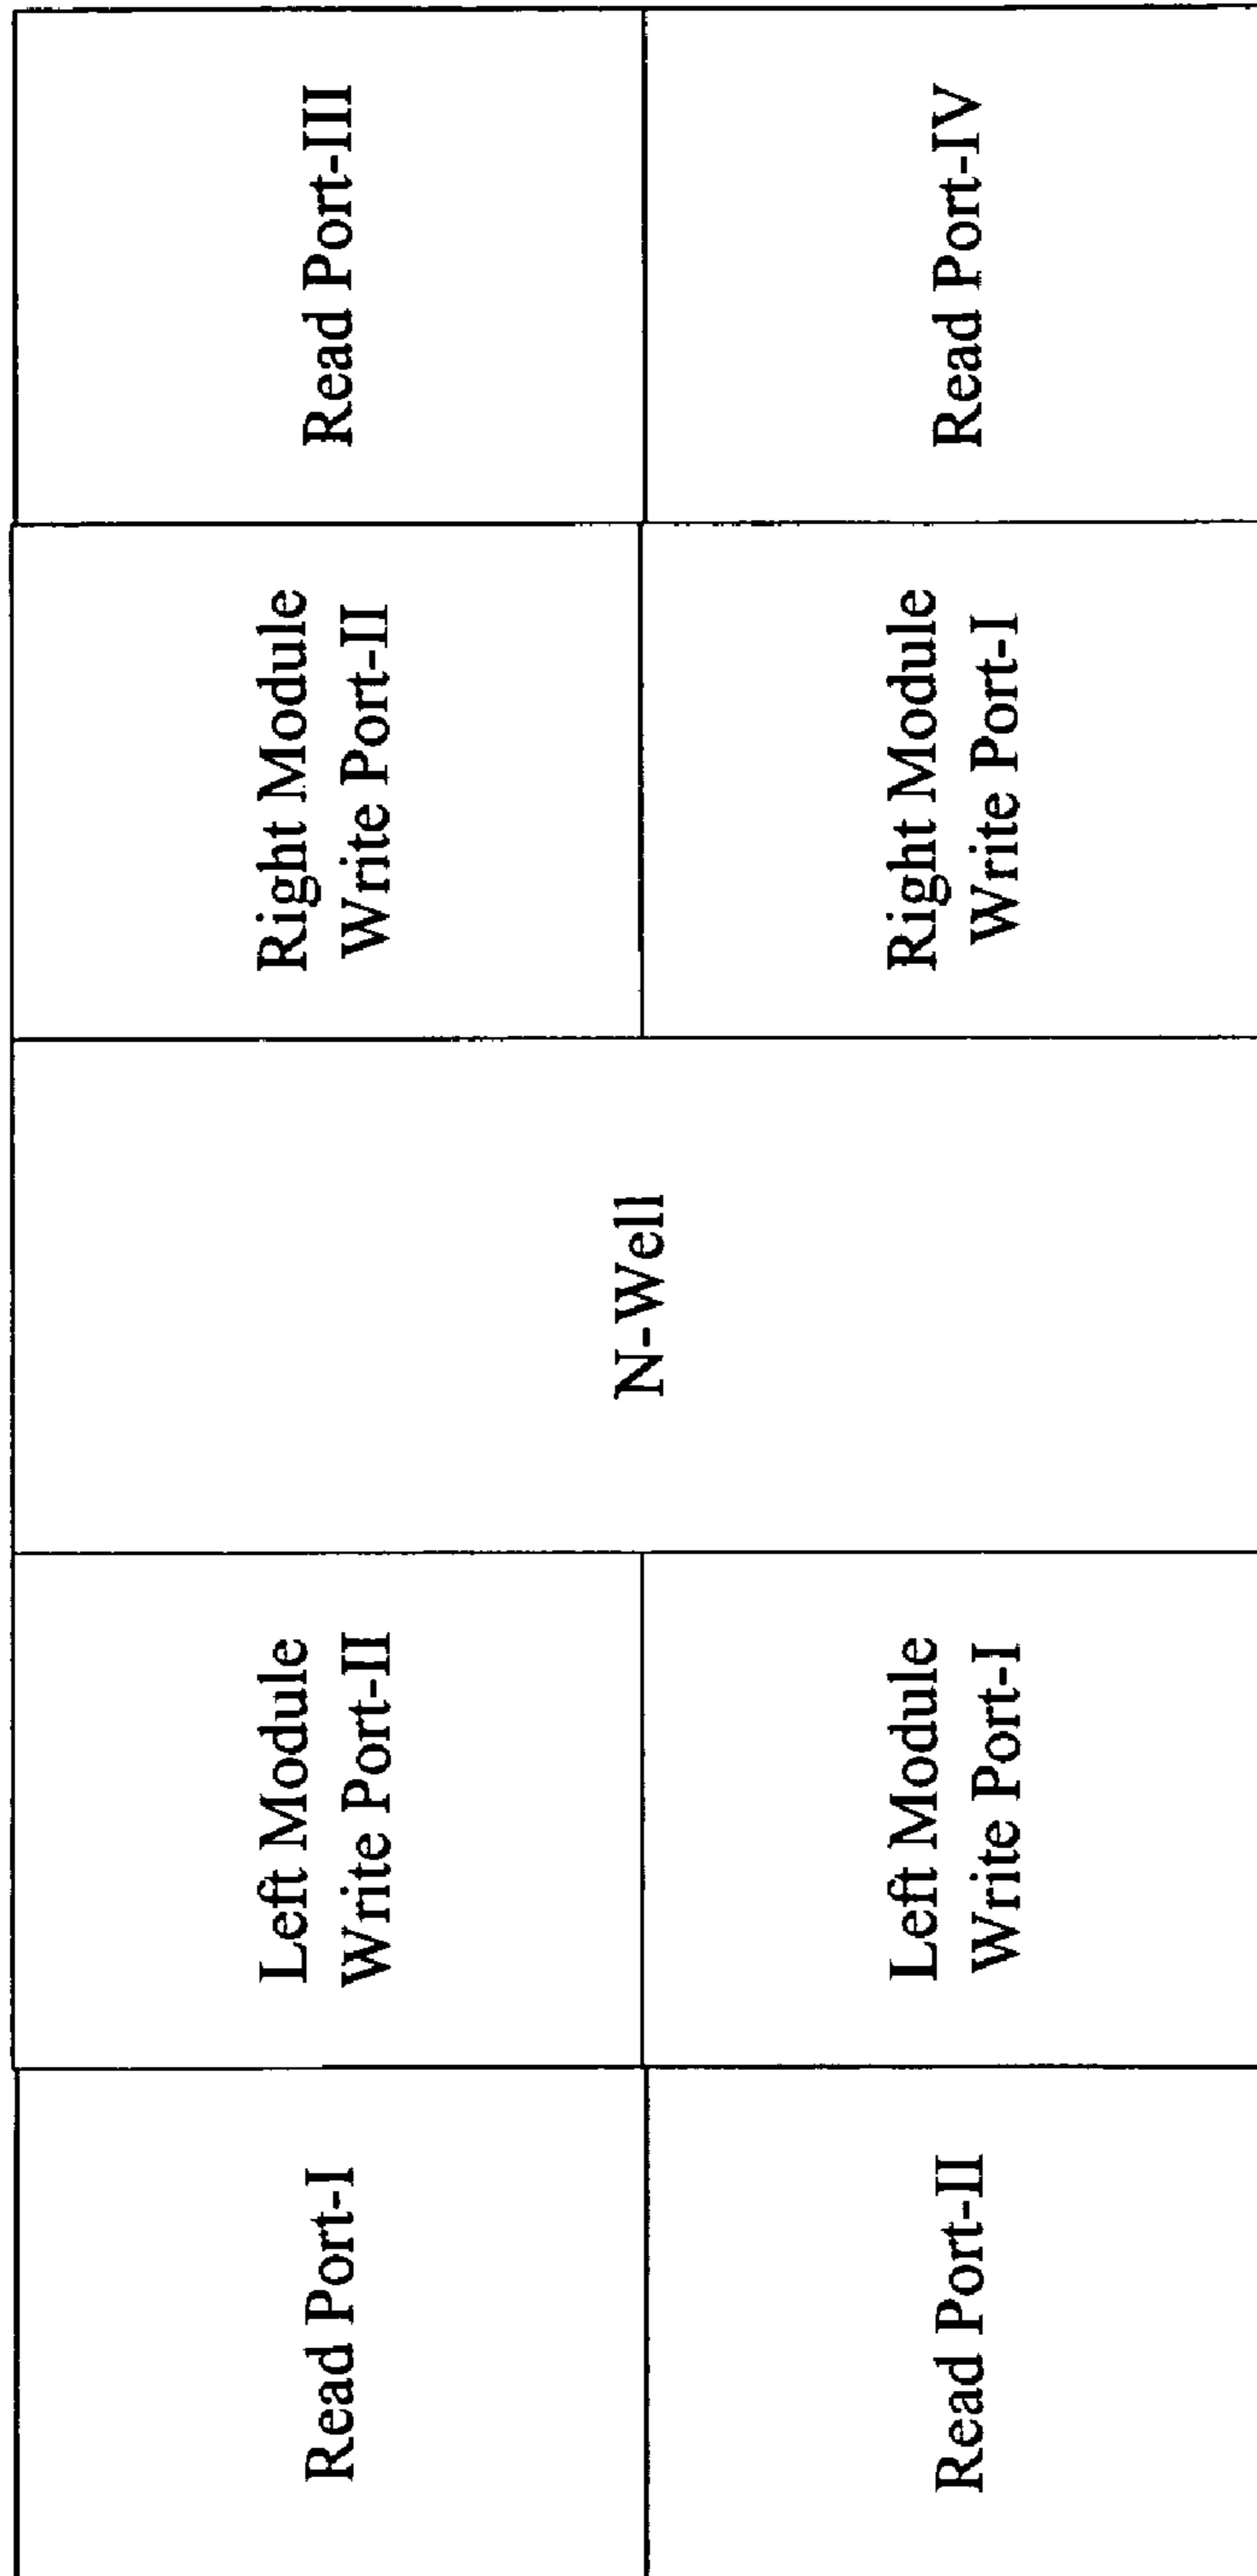 Read Port-I
Left Module
Write Port-II
Right Module
Write Port-II
Read Port-III
N-Well
Read Port-II
Left Module
Write Port-I
Right Module
Write Port-I
Read Port-IV